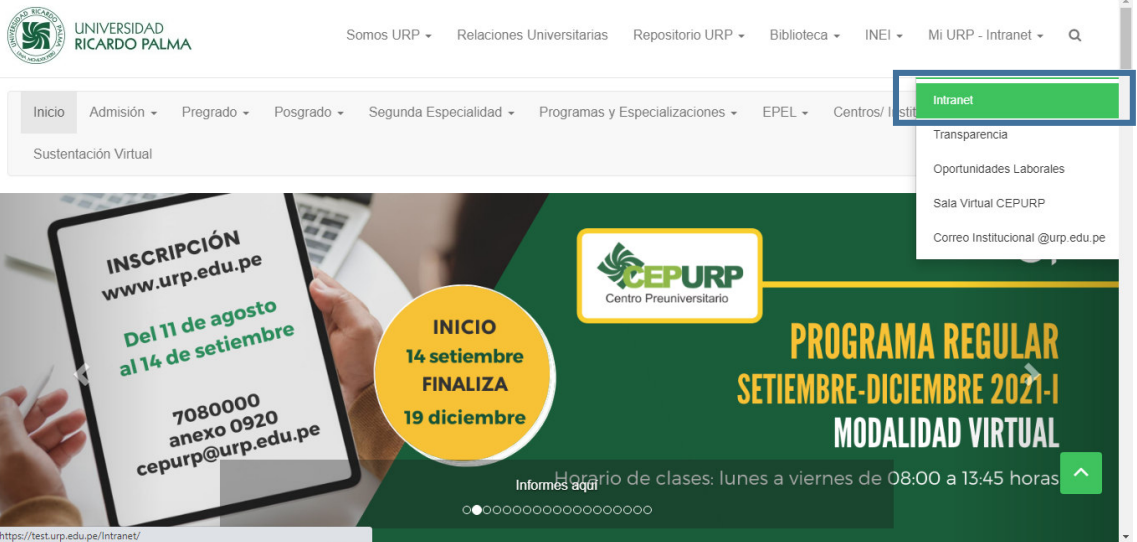 UNIVERSIDAD
RICARDO PALMA
Somos URP Relaciones Universitarias Repositorio URP Biblioteca INEI Mi URP - Intranet
Inicio Admisión Pregrado Posgrado Segunda Especialidad Programas y Especializaciones EPEL Centros/
Sustentación Virtual
Intranet
Transparencia
Oportunidades Laborales
Sala Virtual CEPURP
Correo Institucional @urp.edu.pe
INSCRIPCIÓN
www.urp.edu.pe
Del 11 de agosto
al 14 de setiembre
7080000
anexo 0920
cepurp@urp.edu.pe
INICIO
14 setiembre
FINALIZA
19 diciembre
CEPURP
Centro Preuniversitario
PROGRAMA REGULAR
SETIEMBRE-DICIEMBRE 2021-I
MODALIDAD VIRTUAL
Horario de clases: lunes a viernes de 08:00 a 13:45 horas
Informes aquí
https://test.urp.edu.pe/Intranet/